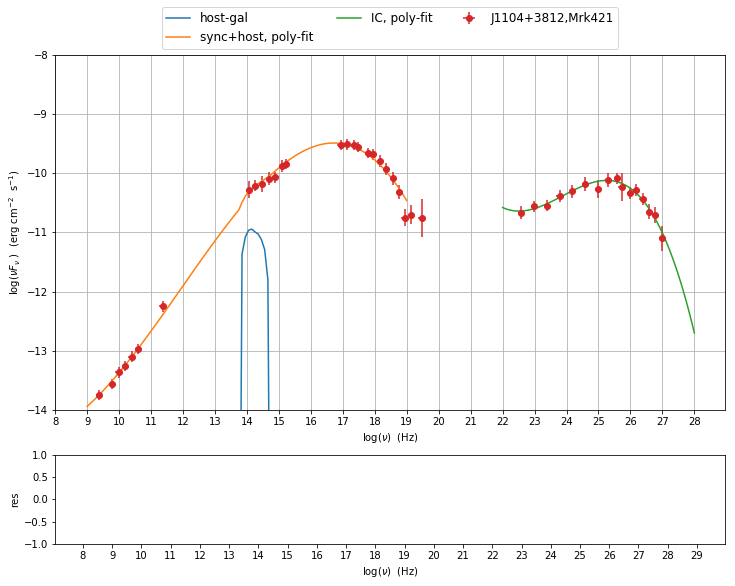 host-gal IC, poly-fit J1104+3812,Mrk421
sync+host, poly-fit
−8
−9
−10
−11
−12
−13
−14
log(νFν ) (erg cm⁻² s⁻¹)
8 9 10 11 12 13 14 15 16 17 18 19 20 21 22 23 24 25 26 27 28
log(ν) (Hz)
1.0
0.5
0.0
−0.5
−1.0
res
8 9 10 11 12 13 14 15 16 17 18 19 20 21 22 23 24 25 26 27 28 29
log(ν) (Hz)